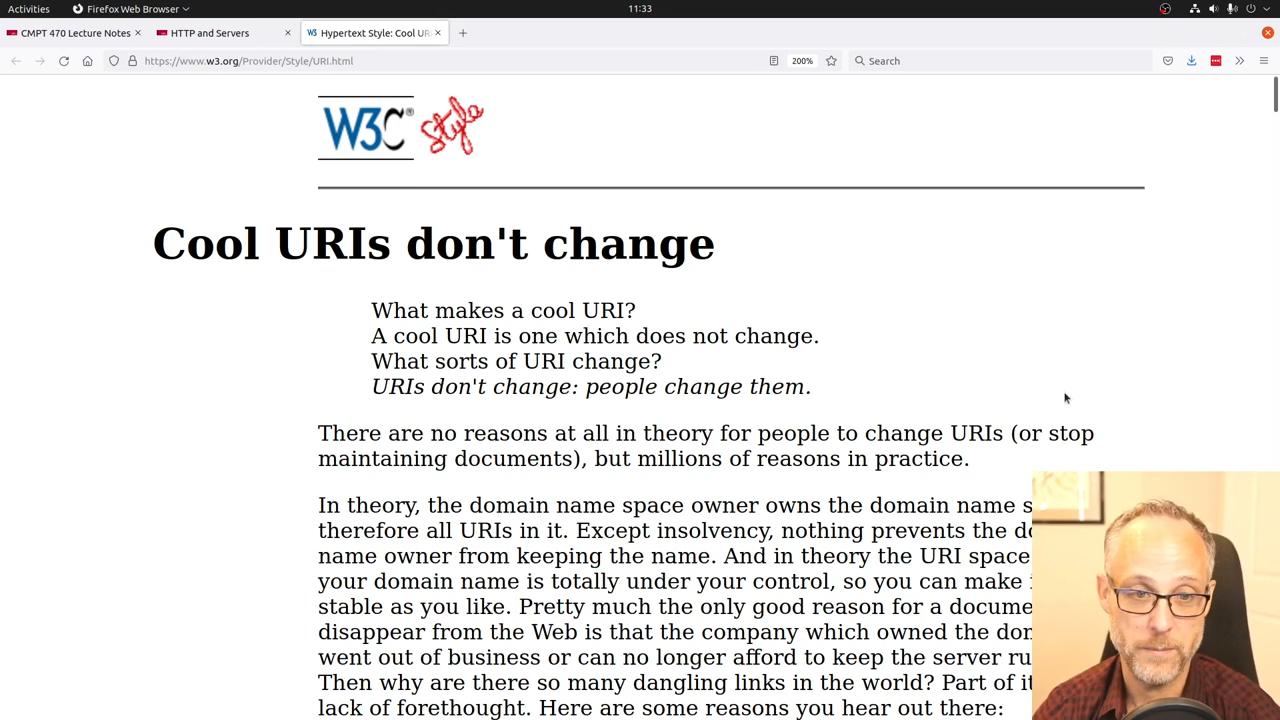 Activities
Firefox Web Browser
11:33
CMPT 470 Lecture Notes
HTTP and Servers
Hypertext Style: Cool UR
https://www.w3.org/Provider/Style/URI.html
200%
Search
W3C® Style
Cool URIs don't change
What makes a cool URI?
A cool URI is one which does not change.
What sorts of URI change?
URIs don't change: people change them.
There are no reasons at all in theory for people to change URIs (or stop
maintaining documents), but millions of reasons in practice.
In theory, the domain name space owner owns the domain name s
therefore all URIs in it. Except insolvency, nothing prevents the do
name owner from keeping the name. And in theory the URI space
your domain name is totally under your control, so you can make i
stable as you like. Pretty much the only good reason for a docume
disappear from the Web is that the company which owned the dom
went out of business or can no longer afford to keep the server ru
Then why are there so many dangling links in the world? Part of it
lack of forethought. Here are some reasons you hear out there: